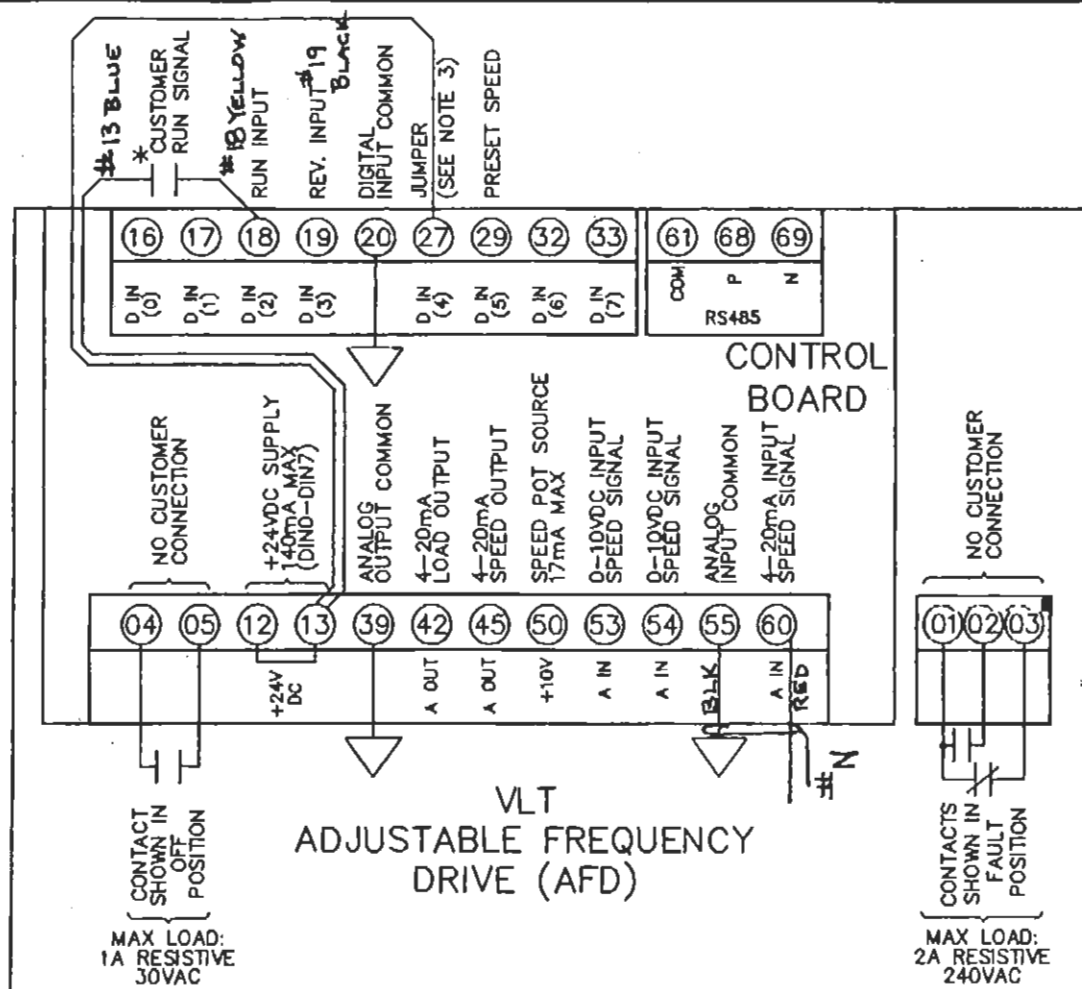 #13 BLUE
*
CUSTOMER
RUN SIGNAL
#18 YELLOW
RUN INPUT
REV. INPUT
#19
BLACK
DIGITAL
INPUT COMMON
JUMPER
(SEE NOTE 3)
PRESET SPEED
16 17 18 19 20 27 29 32 33
61 68 69
D IN
(0)
D IN
(1)
D IN
(2)
D IN
(3)
D IN
(4)
D IN
(5)
D IN
(6)
D IN
(7)
COM
P
N
RS485
CONTROL
BOARD
NO CUSTOMER
CONNECTION
+24VDC SUPPLY
140mA MAX
(DIN0-DIN7)
ANALOG
OUTPUT COMMON
4-20mA
LOAD OUTPUT
4-20mA
SPEED OUTPUT
SPEED POT SOURCE
17mA MAX
0-10VDC INPUT
SPEED SIGNAL
0-10VDC INPUT
SPEED SIGNAL
ANALOG
INPUT COMMON
4-20mA INPUT
SPEED SIGNAL
NO CUSTOMER
CONNECTION
04 05 12 13 39 42 45 50 53 54 55 60
01 02 03
+24V
DC
A OUT
A OUT
+10V
A IN
A IN
BLK
A IN
RED
#N
VLT
ADJUSTABLE FREQUENCY
DRIVE (AFD)
CONTACT
SHOWN IN
OFF
POSITION
MAX LOAD:
1A RESISTIVE
30VAC
CONTACTS
SHOWN IN
FAULT
POSITION
MAX LOAD:
2A RESISTIVE
240VAC